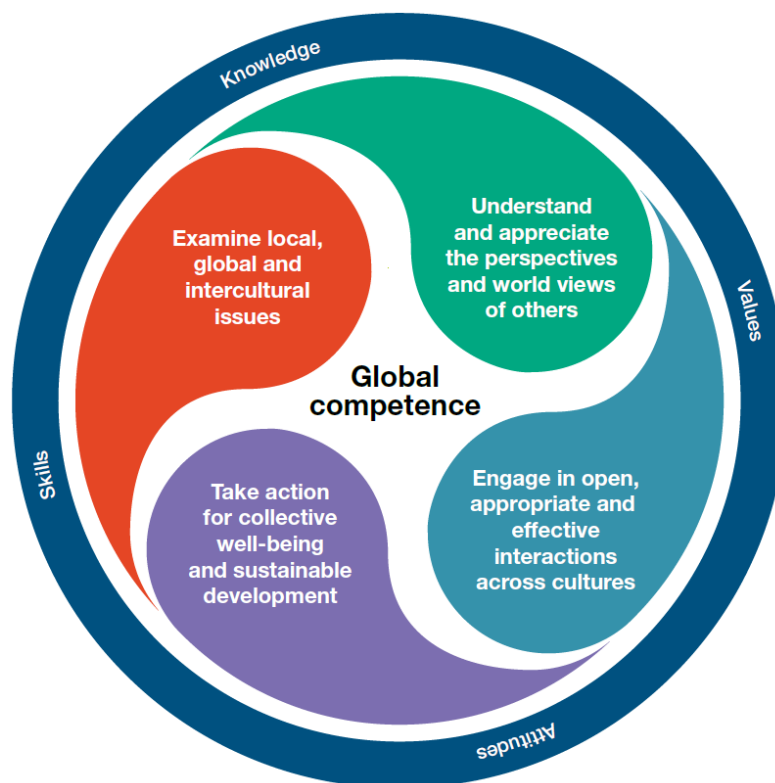 Knowledge
Understand
and appreciate
the perspectives
and world views
of others
Examine local,
global and
intercultural
issues
Values
Global
competence
Skills
Take action
for collective
well-being
and sustainable
development
Engage in open,
appropriate and
effective
interactions
across cultures
Attitudes